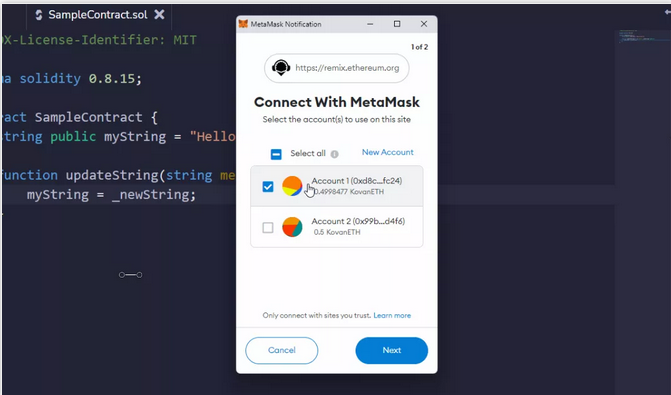 SampleContract.sol
X-License-Identifier: MIT
solidity 0.8.15;
act SampleContract {
string public myString = "Hello
function updateString(string me
myString = _newString;
MetaMask Notification
1 of 2
https://remix.ethereum.org
Connect With MetaMask
Select the account(s) to use on this site
Select all
New Account
Account 1 (0xd8c...fc24)
0.4998477 KovanETH
Account 2 (0x99b...d4f6)
0.5 KovanETH
Only connect with sites you trust. Learn more
Cancel
Next